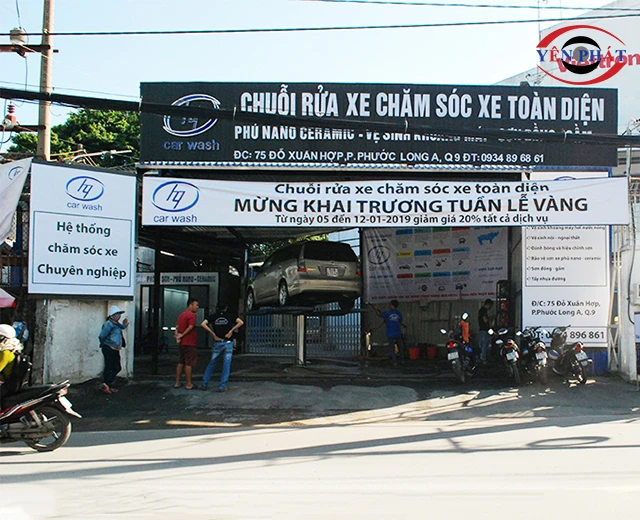 YÊN PHÁT
CHUỖI RỬA XE CHĂM SÓC XE TOÀN DIỆN
PHỦ NANO CERAMIC - VỆ SINH KHOANG MÁY
car wash
ĐC: 75 ĐỖ XUÂN HỢP, P. PHƯỚC LONG A, Q.9 ĐT: 0934 89 68 61
car wash
Chuỗi rửa xe chăm sóc xe toàn diện
MỪNG KHAI TRƯƠNG TUẦN LỄ VÀNG
Từ ngày 05 đến 12-01-2019 giảm giá 20% tất cả dịch vụ
car wash
Hệ thống
chăm sóc xe
Chuyên nghiệp
Đ/C: 75 Đỗ Xuân Hợp,
P.Phước Long A, Q.9
896 861